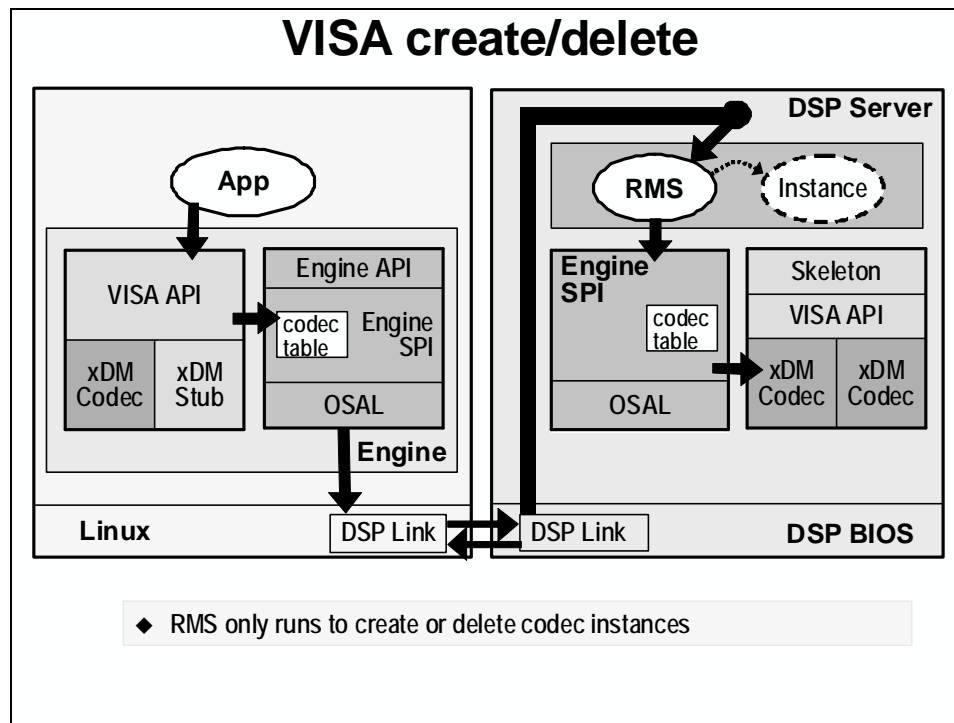 VISA create/delete
App
VISA API
xDM
Codec
xDM
Stub
Engine API
codec
table
Engine
SPI
OSAL
Engine
Linux
DSP Link
DSP Server
RMS
Instance
Engine
SPI
codec
table
OSAL
Skeleton
VISA API
xDM
Codec
xDM
Codec
DSP Link
DSP BIOS
◆ RMS only runs to create or delete codec instances